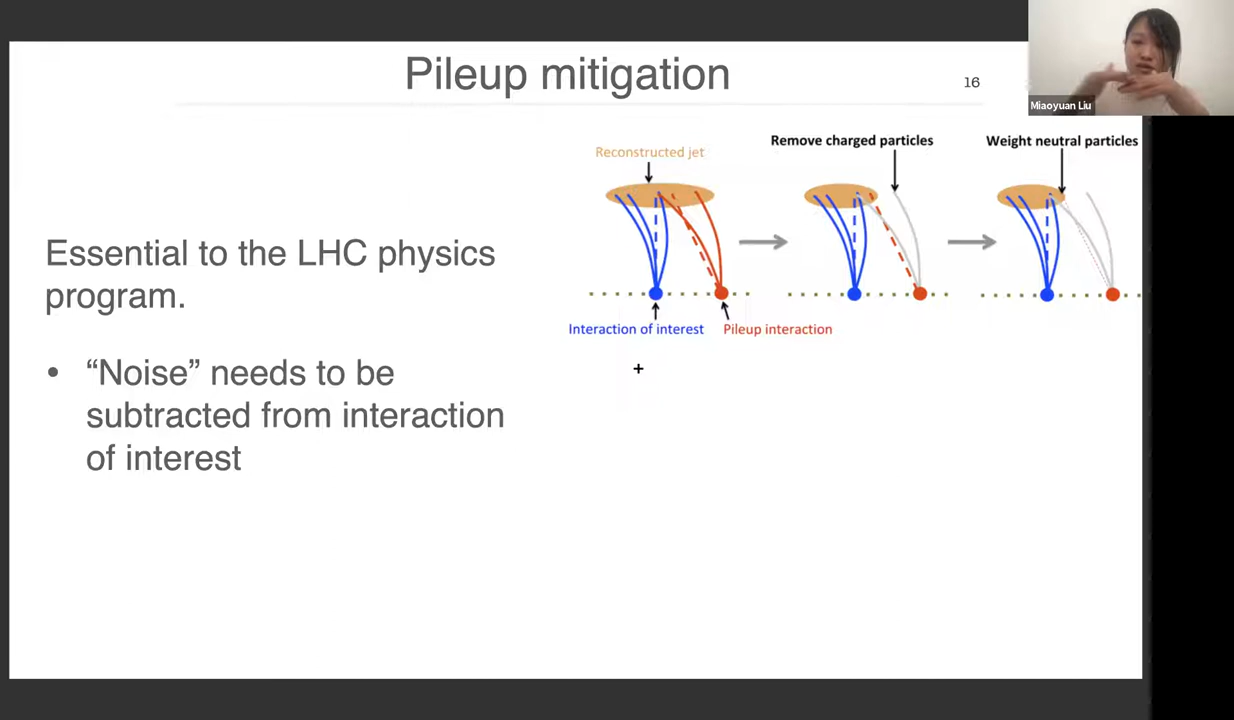 Pileup mitigation
16
Miaoyuan Liu
Remove charged particles
Weight neutral particles
Reconstructed jet
Essential to the LHC physics
program.
Interaction of interest
Pileup interaction
• “Noise” needs to be
subtracted from interaction
of interest